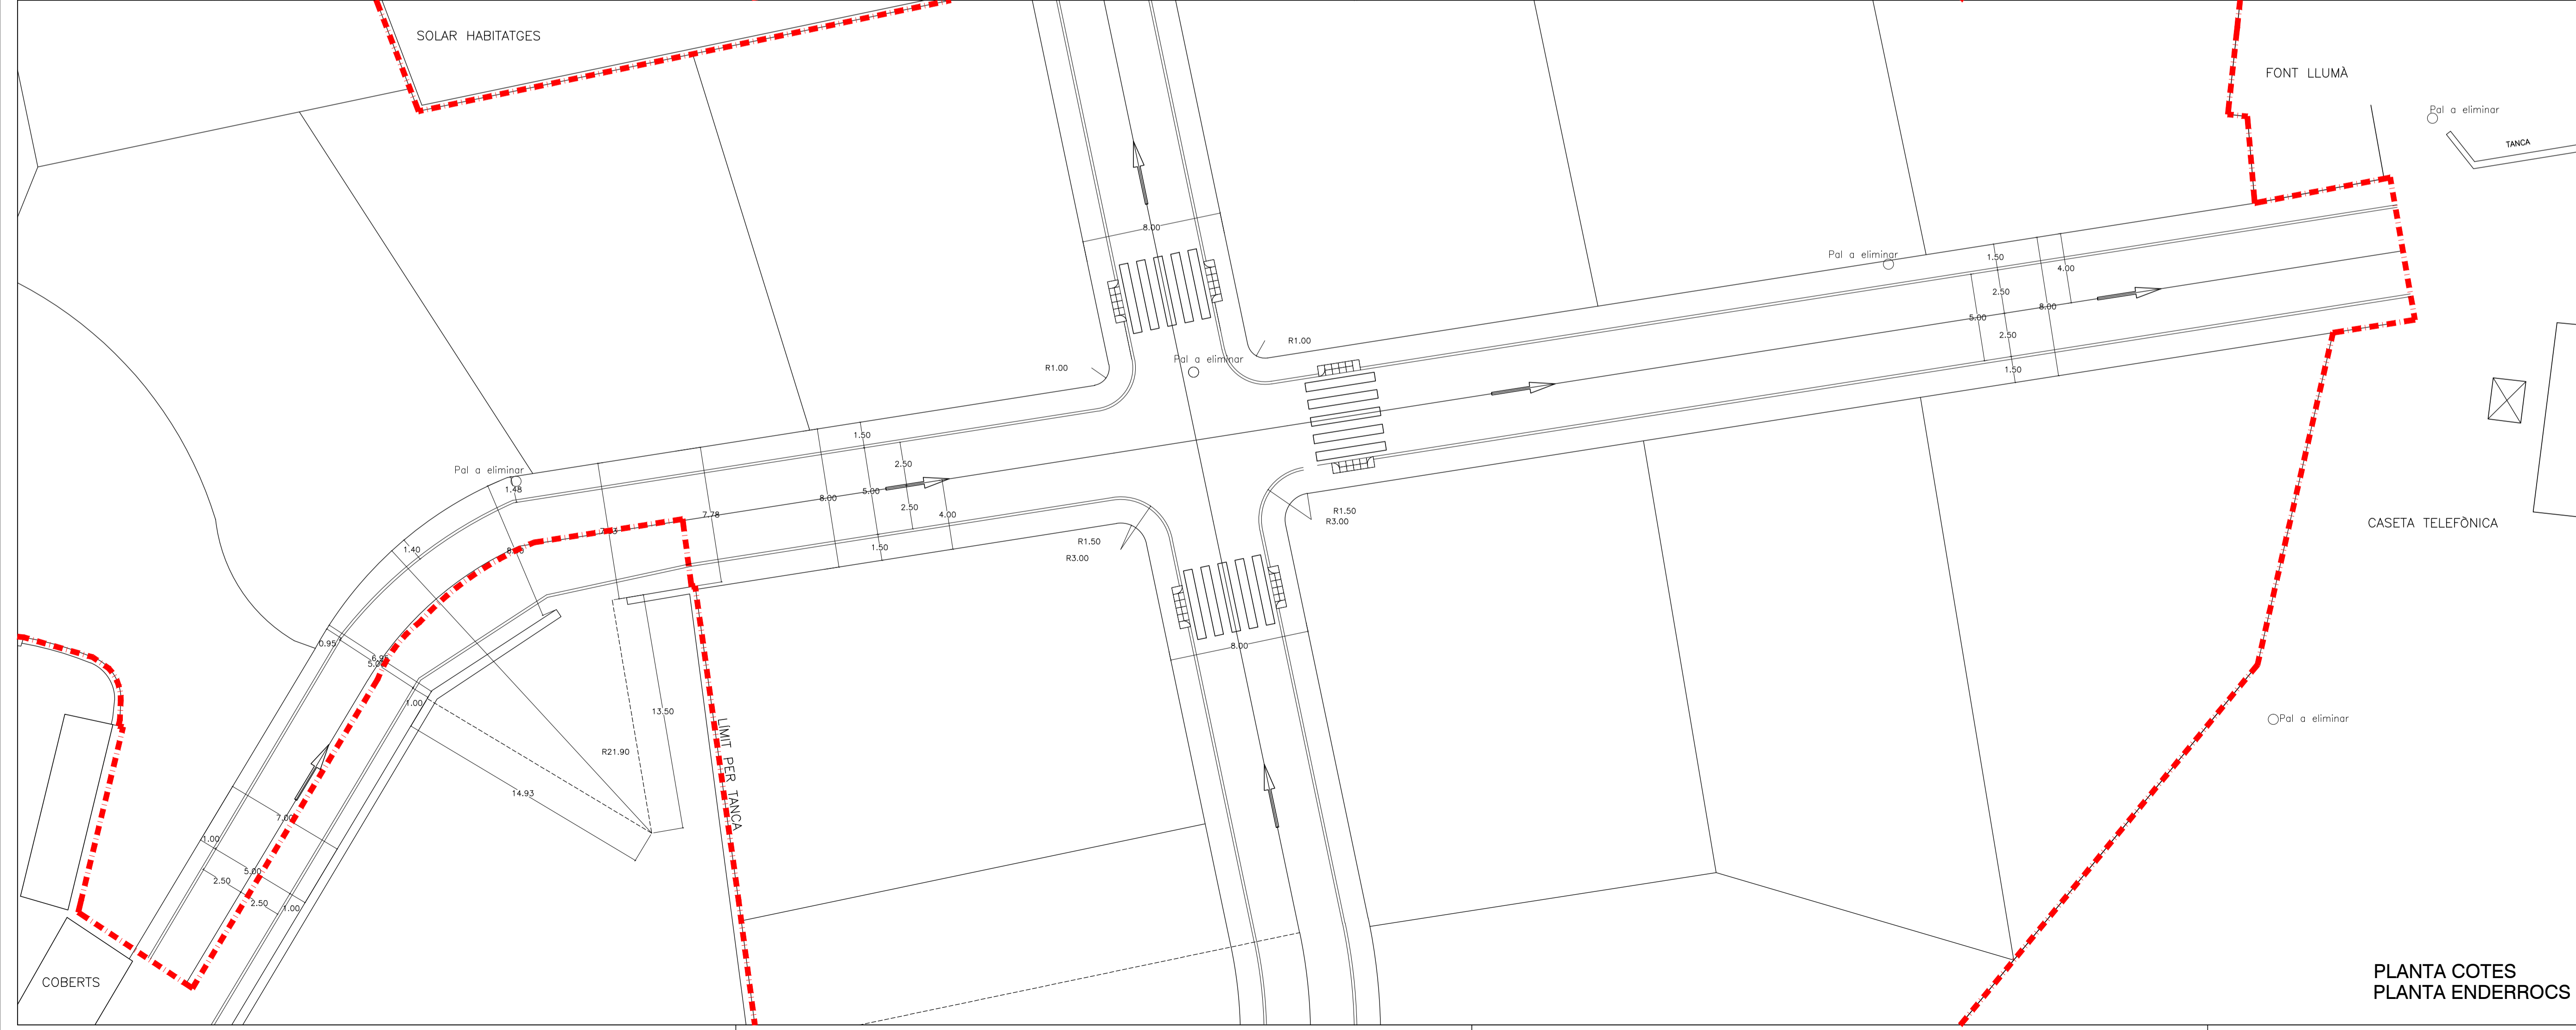 SOLAR HABITATGES
FONT LLUMÀ
Pal a eliminar
TANCA
8.00
Pal a eliminar
1.50
4.00
2.50
8.00
5.00
2.50
1.50
R1.00
Pal a eliminar
R1.00
1.50
Pal a eliminar
1.48
2.50
5.00
8.00
2.50
4.00
7.78
1.50
R1.50
R3.00
R1.50
R3.00
1.40
CASETA TELEFÒNICA
0.95
6.95
1.00
8.00
13.50
R21.90
LÍMIT PER TANCA
Pal a eliminar
14.93
7.00
1.00
5.00
2.50
2.50
1.00
COBERTS
PLANTA COTES
PLANTA ENDERROCS